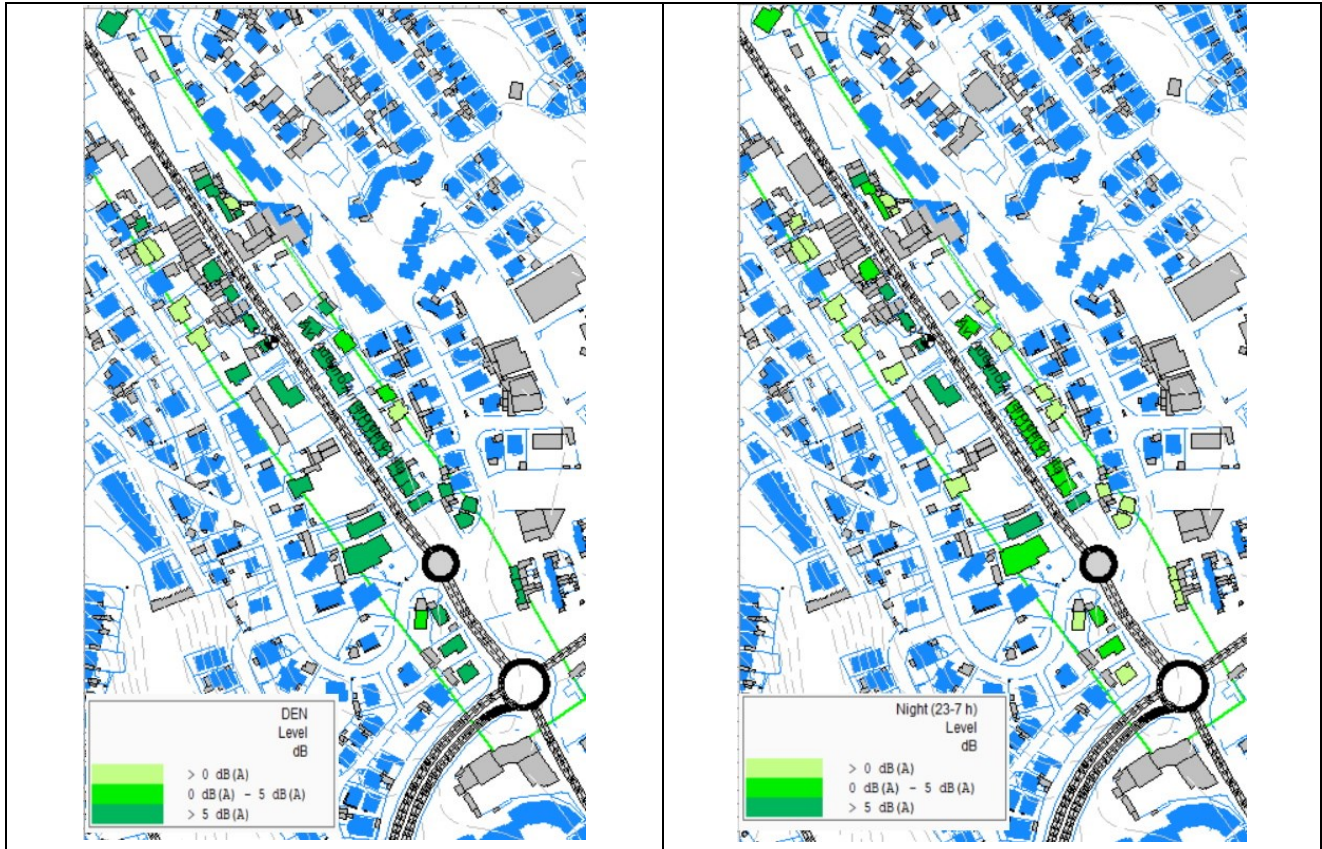 DEN
Level
dB
> 0 dB(A)
0 dB(A) - 5 dB(A)
> 5 dB(A)
Night (23-7 h)
Level
dB
> 0 dB(A)
0 dB(A) - 5 dB(A)
> 5 dB(A)